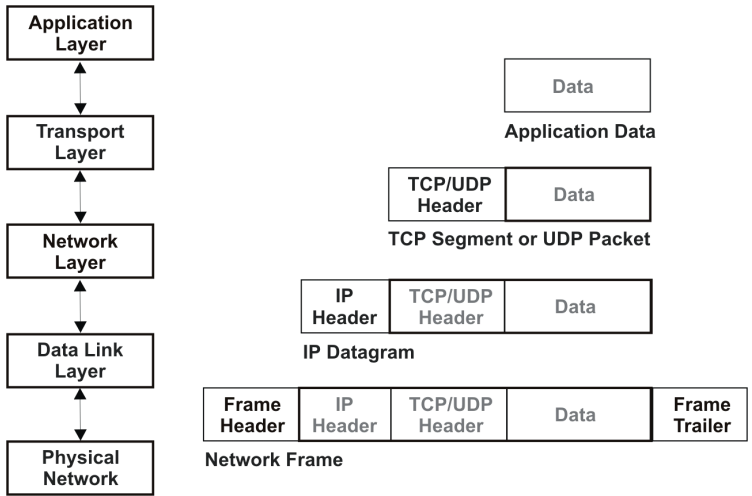 Application
Layer
Transport
Layer
Network
Layer
Data Link
Layer
Physical
Network
Data
Application Data
TCP/UDP
Header
Data
TCP Segment or UDP Packet
IP
Header
TCP/UDP
Header
Data
IP Datagram
Frame
Header
IP
Header
TCP/UDP
Header
Data
Frame
Trailer
Network Frame